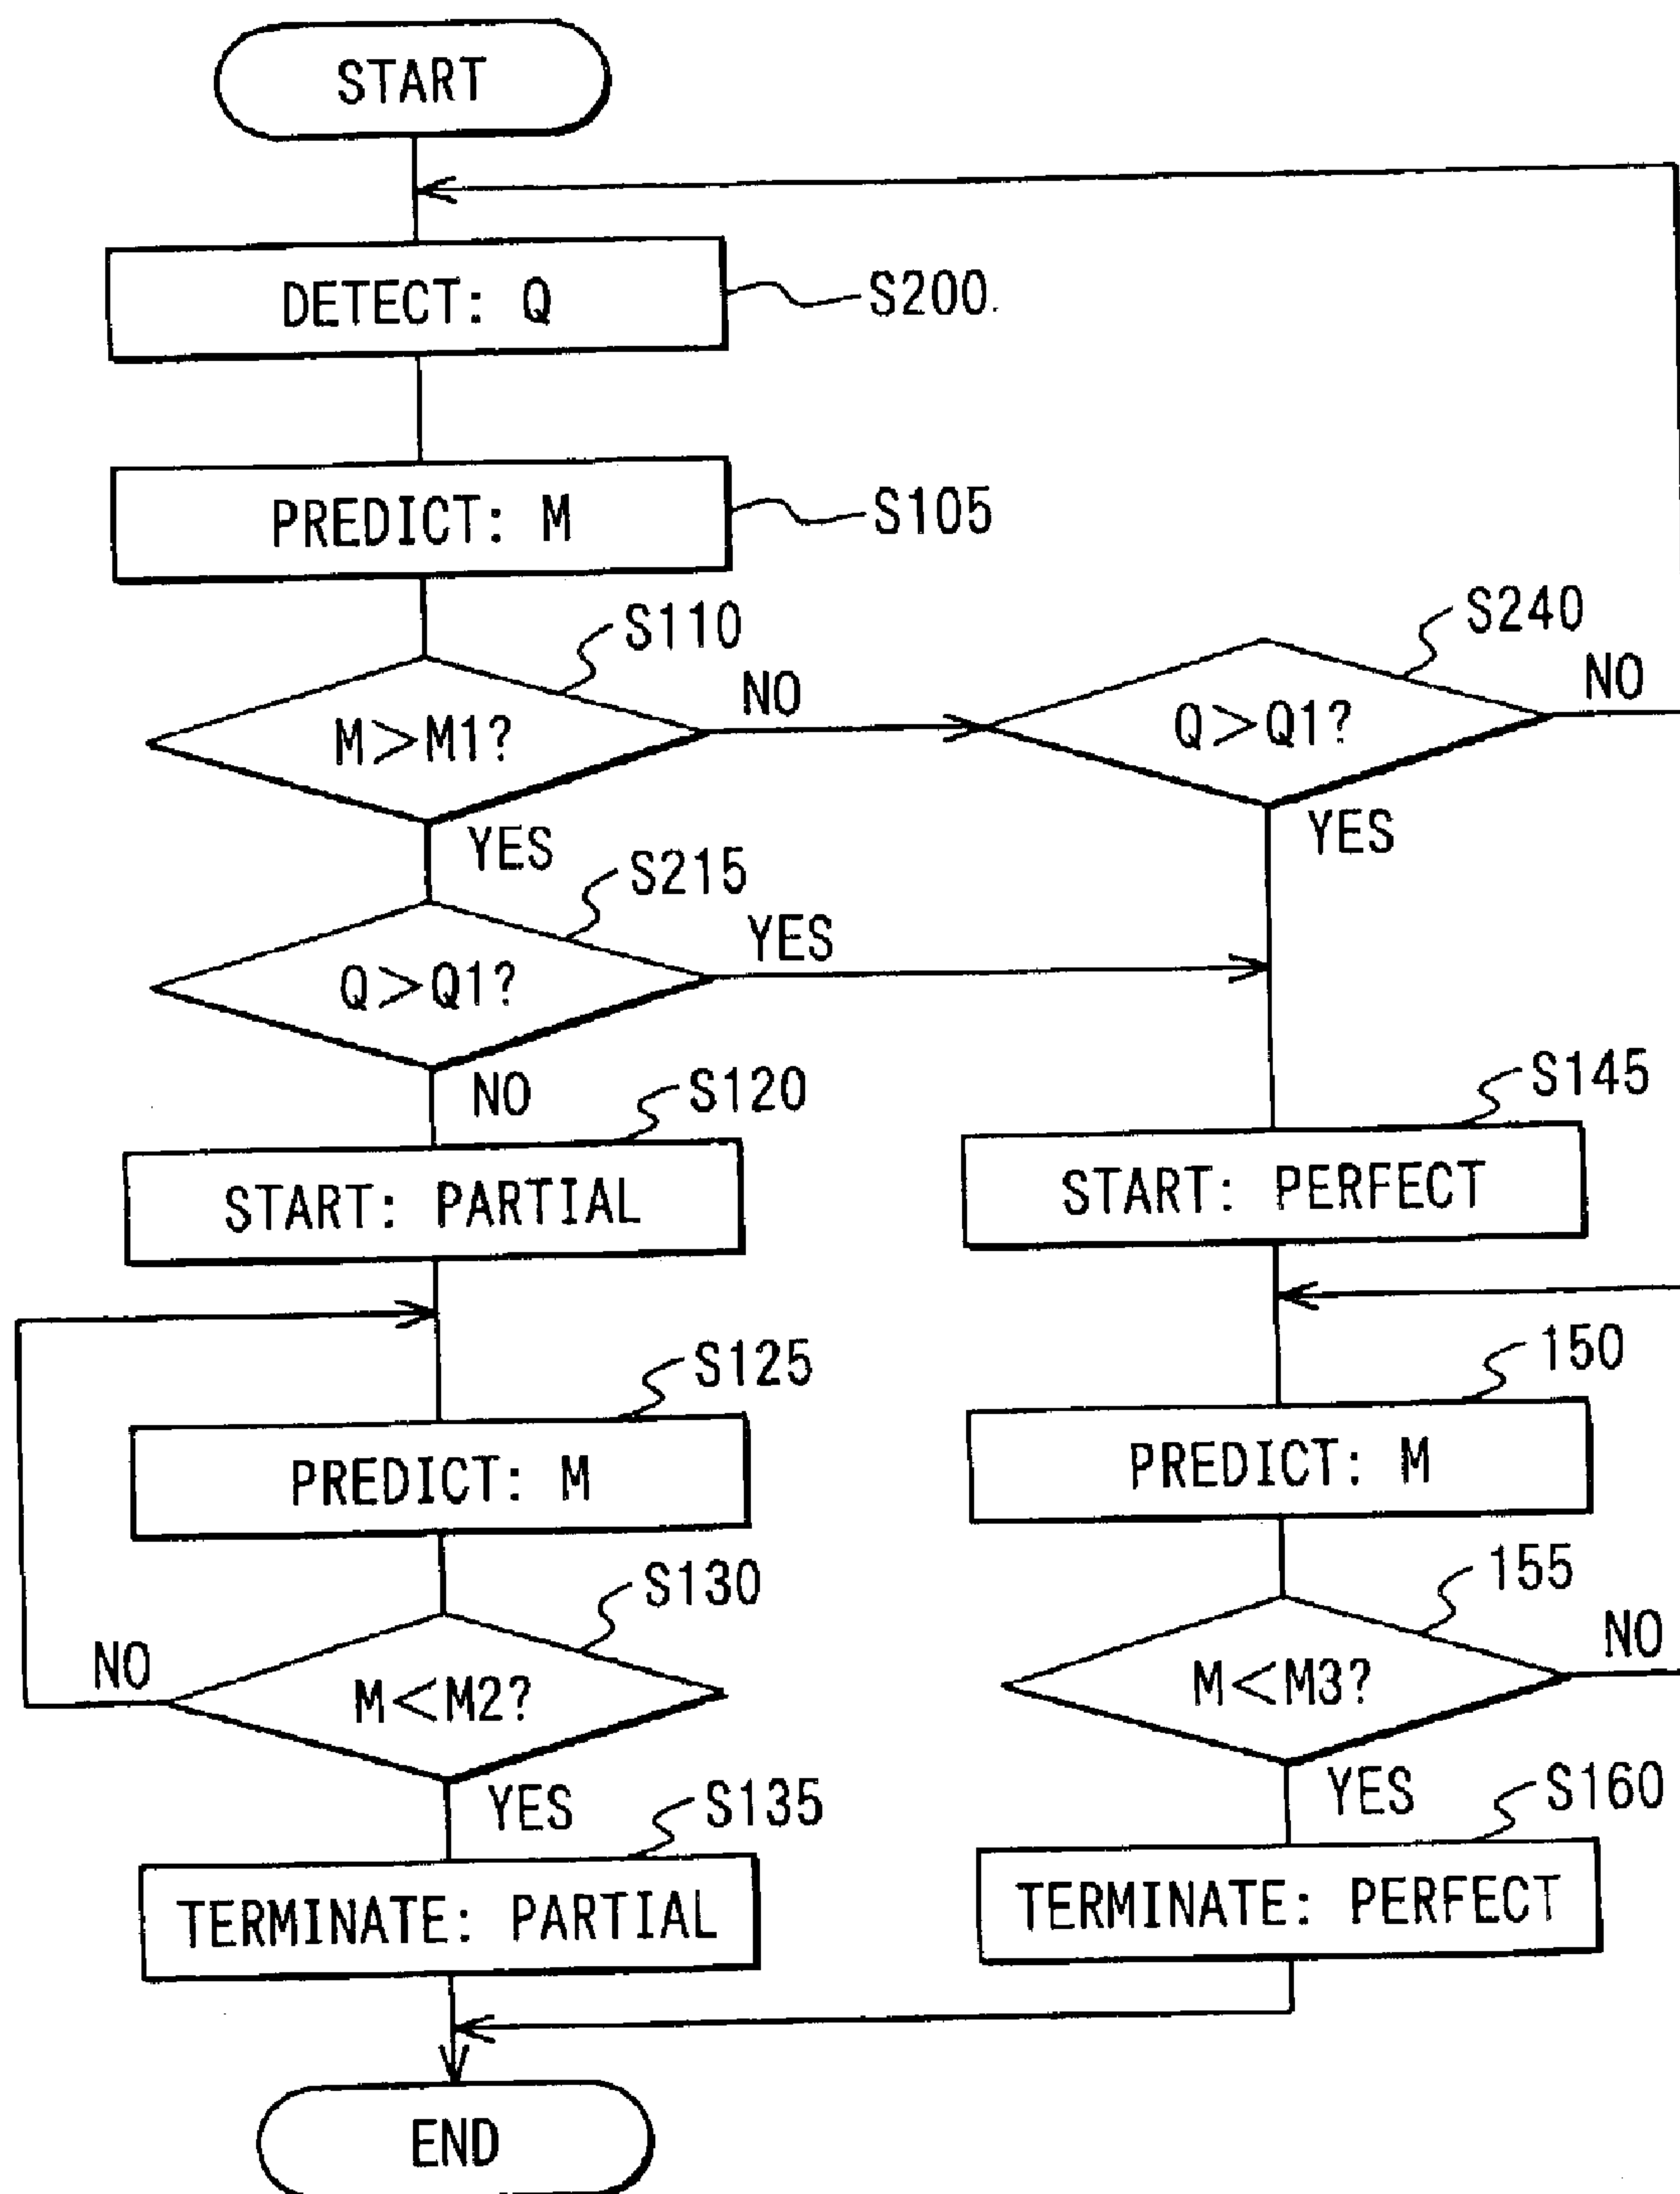 START
DETECT: Q
S200.
PREDICT: M
S105
S110
S240
M>M1?
NO
Q>Q1?
NO
YES
YES
S215
Q>Q1?
YES
NO
S120
S145
START: PARTIAL
START: PERFECT
S125
150
PREDICT: M
PREDICT: M
S130
155
NO
M<M2?
M<M3?
NO
YES
S135
YES
S160
TERMINATE: PARTIAL
TERMINATE: PERFECT
END